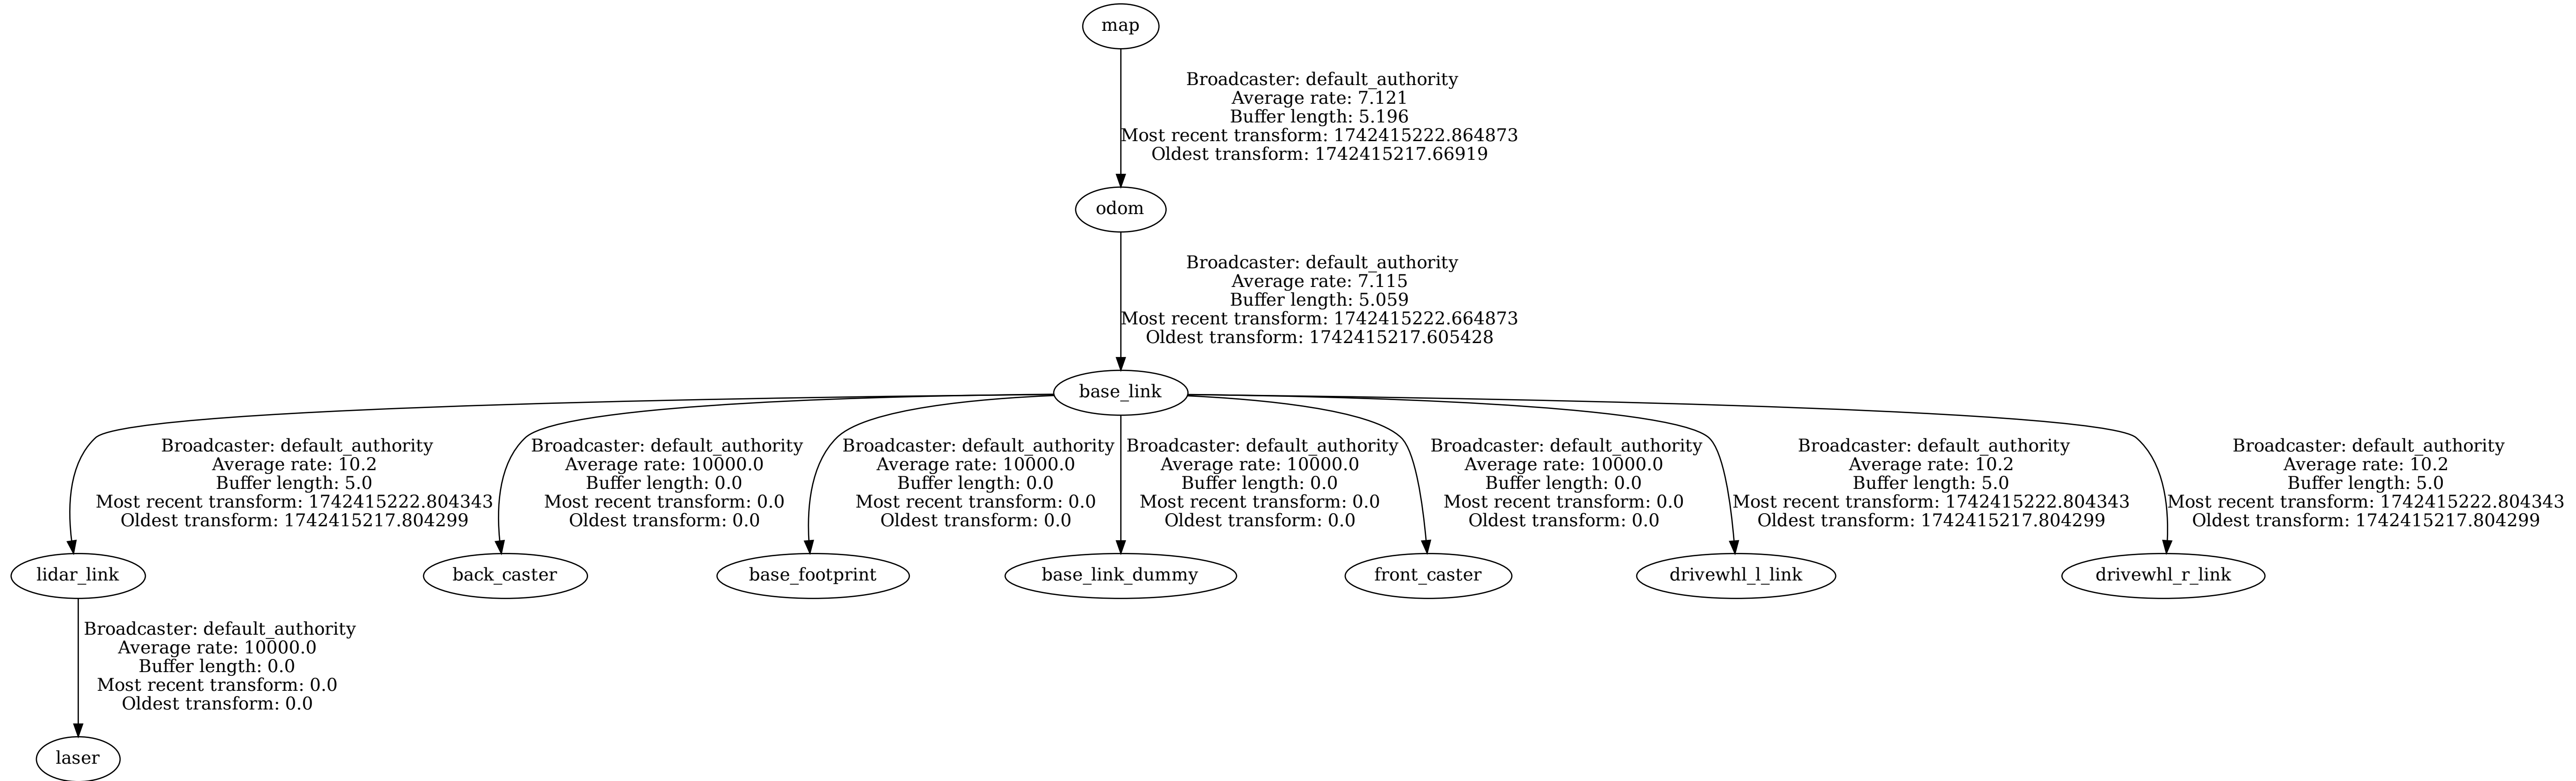 map
Broadcaster: default_authority
Average rate: 7.121
Buffer length: 5.196
Most recent transform: 1742415222.864873
Oldest transform: 1742415217.66919
odom
Broadcaster: default_authority
Average rate: 7.115
Buffer length: 5.059
Most recent transform: 1742415222.664873
Oldest transform: 1742415217.605428
base_link
Broadcaster: default_authority
Average rate: 10.2
Buffer length: 5.0
Most recent transform: 1742415222.804343
Oldest transform: 1742415217.804299
Broadcaster: default_authority
Average rate: 10000.0
Buffer length: 0.0
Most recent transform: 0.0
Oldest transform: 0.0
Broadcaster: default_authority
Average rate: 10000.0
Buffer length: 0.0
Most recent transform: 0.0
Oldest transform: 0.0
Broadcaster: default_authority
Average rate: 10000.0
Buffer length: 0.0
Most recent transform: 0.0
Oldest transform: 0.0
Broadcaster: default_authority
Average rate: 10000.0
Buffer length: 0.0
Most recent transform: 0.0
Oldest transform: 0.0
Broadcaster: default_authority
Average rate: 10.2
Buffer length: 5.0
Most recent transform: 1742415222.804343
Oldest transform: 1742415217.804299
Broadcaster: default_authority
Average rate: 10.2
Buffer length: 5.0
Most recent transform: 1742415222.804343
Oldest transform: 1742415217.804299
lidar_link
back_caster
base_footprint
base_link_dummy
front_caster
drivewhl_l_link
drivewhl_r_link
Broadcaster: default_authority
Average rate: 10000.0
Buffer length: 0.0
Most recent transform: 0.0
Oldest transform: 0.0
laser